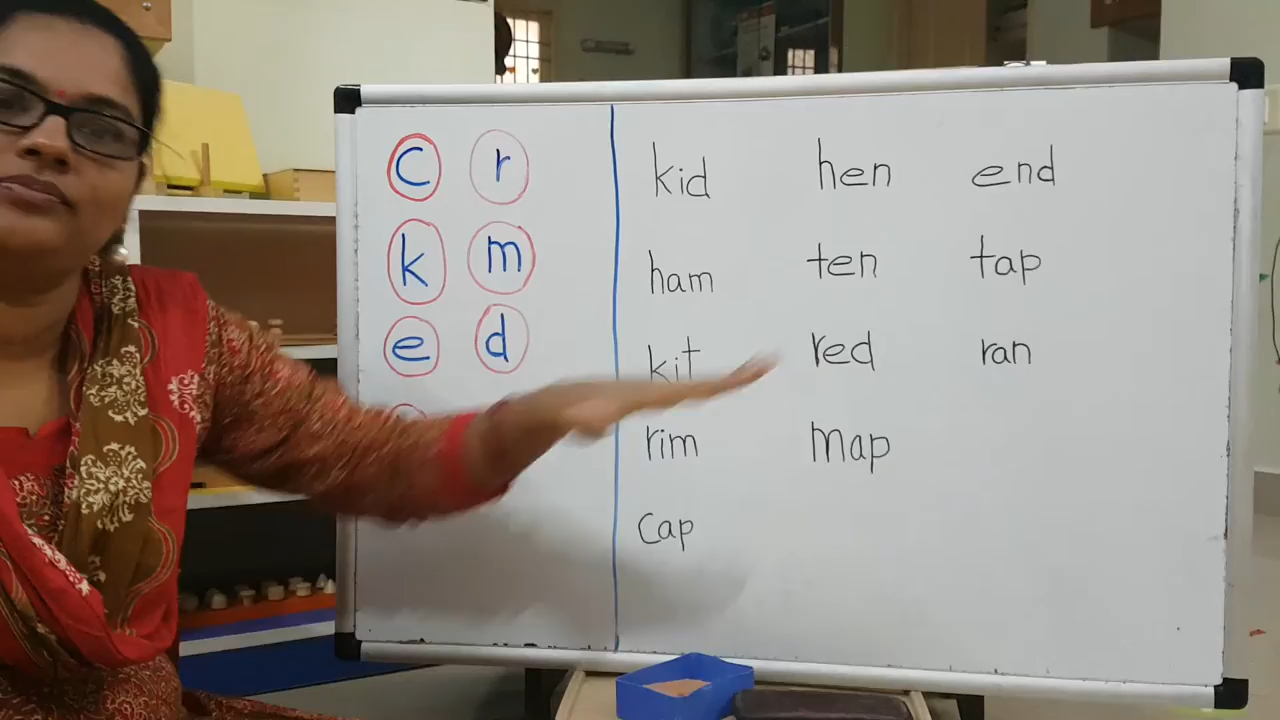 c r
k m
e d
kid hen end
ham ten tap
kit red ran
rim map
cap